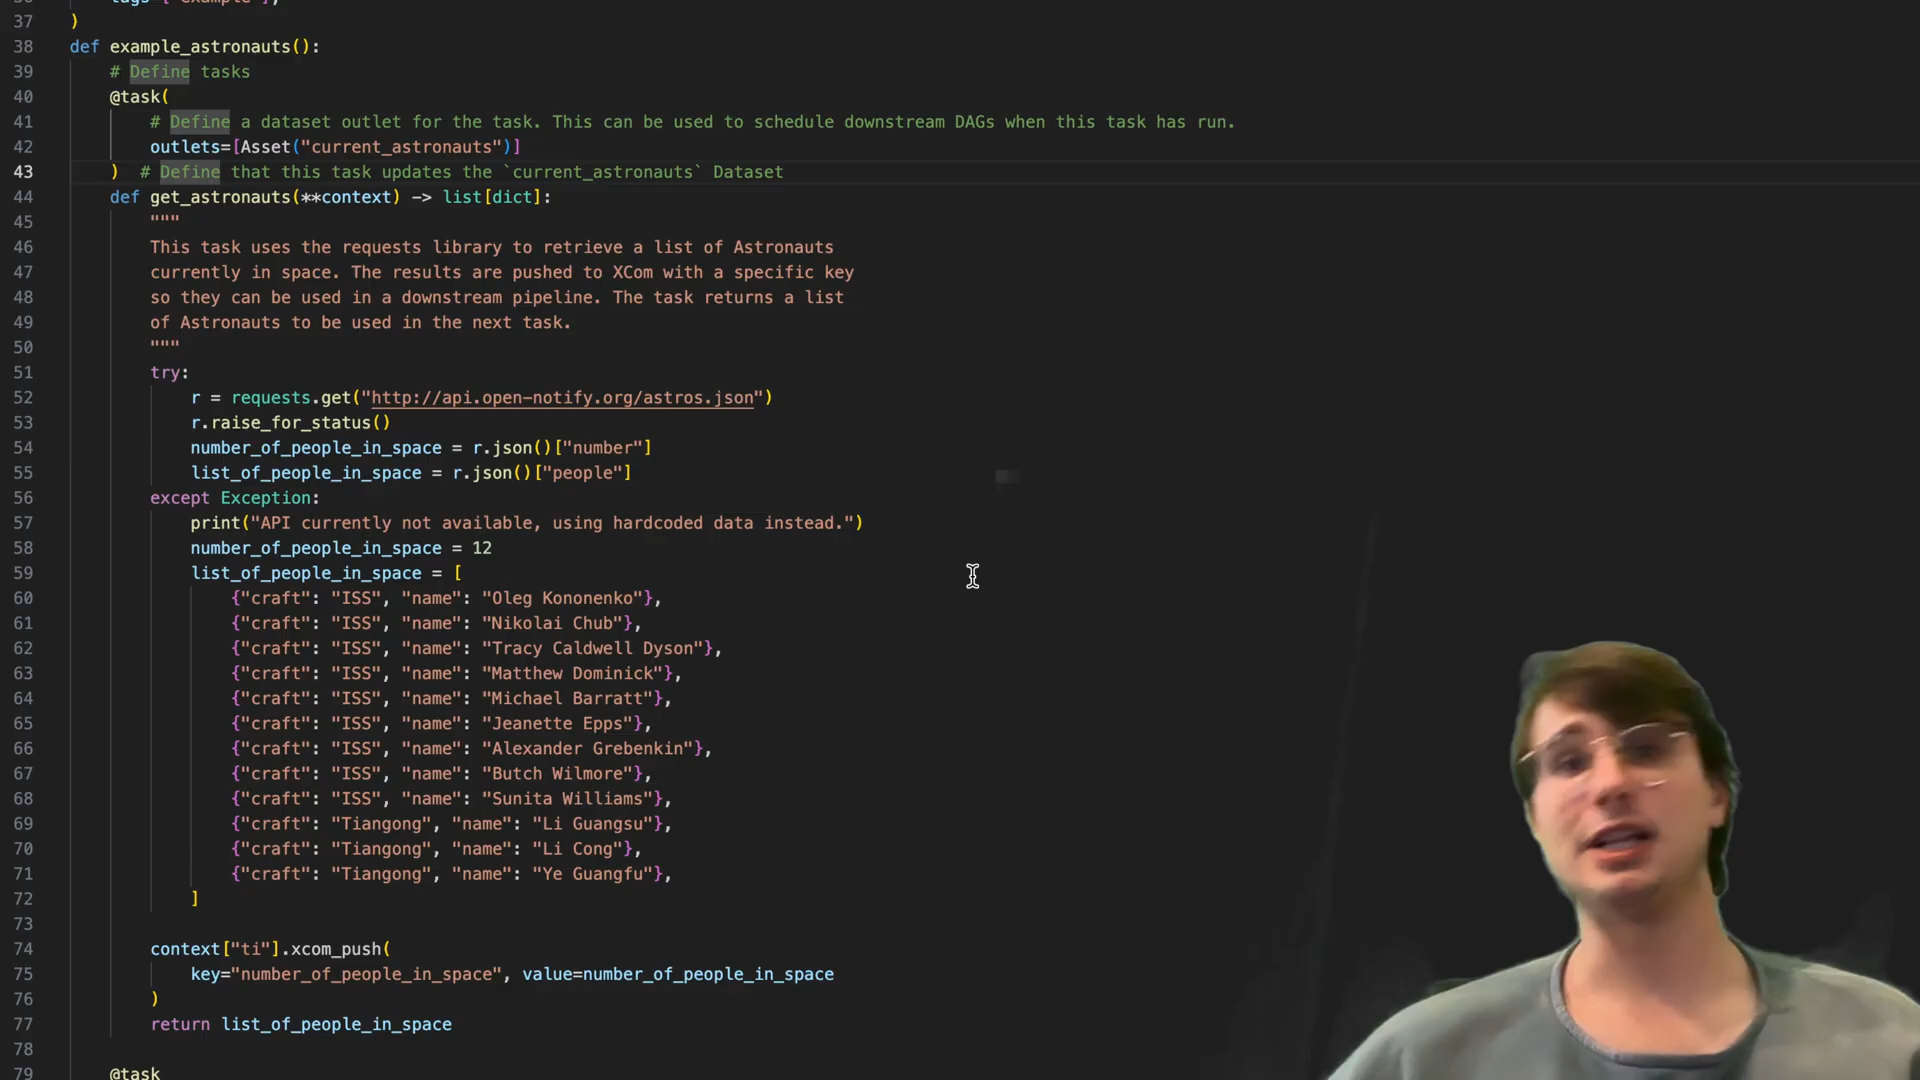 37 )
38 def example_astronauts():
39 # Define tasks
40 @task(
41 # Define a dataset outlet for the task. This can be used to schedule downstream DAGs when this task has run.
42 outlets=[Asset("current_astronauts")]
43 ) # Define that this task updates the `current_astronauts` Dataset
44 def get_astronauts(**context) -> list[dict]:
45 """
46 This task uses the requests library to retrieve a list of Astronauts
47 currently in space. The results are pushed to XCom with a specific key
48 so they can be used in a downstream pipeline. The task returns a list
49 of Astronauts to be used in the next task.
50 """
51 try:
52 r = requests.get("http://api.open-notify.org/astros.json")
53 r.raise_for_status()
54 number_of_people_in_space = r.json()["number"]
55 list_of_people_in_space = r.json()["people"]
56 except Exception:
57 print("API currently not available, using hardcoded data instead.")
58 number_of_people_in_space = 12
59 list_of_people_in_space = [
60 {"craft": "ISS", "name": "Oleg Kononenko"},
61 {"craft": "ISS", "name": "Nikolai Chub"},
62 {"craft": "ISS", "name": "Tracy Caldwell Dyson"},
63 {"craft": "ISS", "name": "Matthew Dominick"},
64 {"craft": "ISS", "name": "Michael Barratt"},
65 {"craft": "ISS", "name": "Jeanette Epps"},
66 {"craft": "ISS", "name": "Alexander Grebenkin"},
67 {"craft": "ISS", "name": "Butch Wilmore"},
68 {"craft": "ISS", "name": "Sunita Williams"},
69 {"craft": "Tiangong", "name": "Li Guangsu"},
70 {"craft": "Tiangong", "name": "Li Cong"},
71 {"craft": "Tiangong", "name": "Ye Guangfu"},
72 ]
73
74 context["ti"].xcom_push(
75 key="number_of_people_in_space", value=number_of_people_in_space
76 )
77 return list_of_people_in_space
78
79 @task